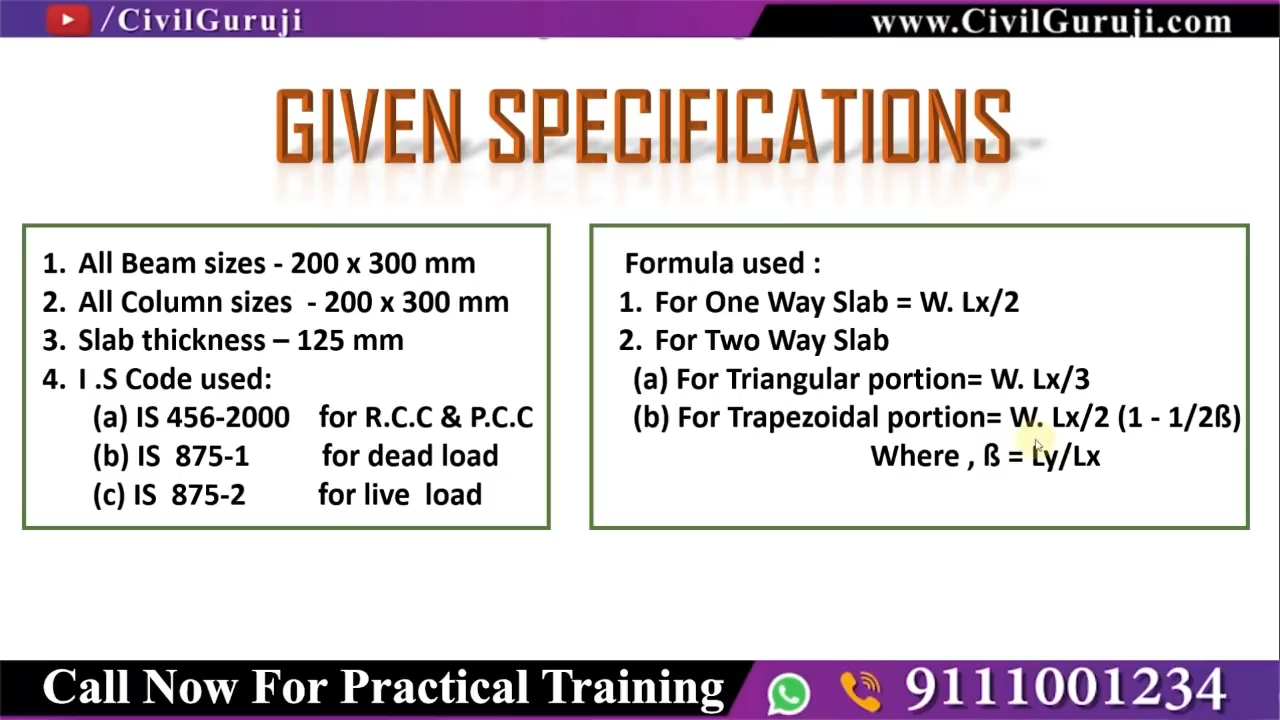 /CivilGuruji
www.CivilGuruji.com
GIVEN SPECIFICATIONS
1. All Beam sizes - 200 x 300 mm
2. All Column sizes - 200 x 300 mm
3. Slab thickness – 125 mm
4. I .S Code used:
(a) IS 456-2000 for R.C.C & P.C.C
(b) IS 875-1 for dead load
(c) IS 875-2 for live load
Formula used :
1. For One Way Slab = W. Lx/2
2. For Two Way Slab
(a) For Triangular portion= W. Lx/3
(b) For Trapezoidal portion= W. Lx/2 (1 - 1/2ß)
Where , ß = Ly/Lx
Call Now For Practical Training
9111001234